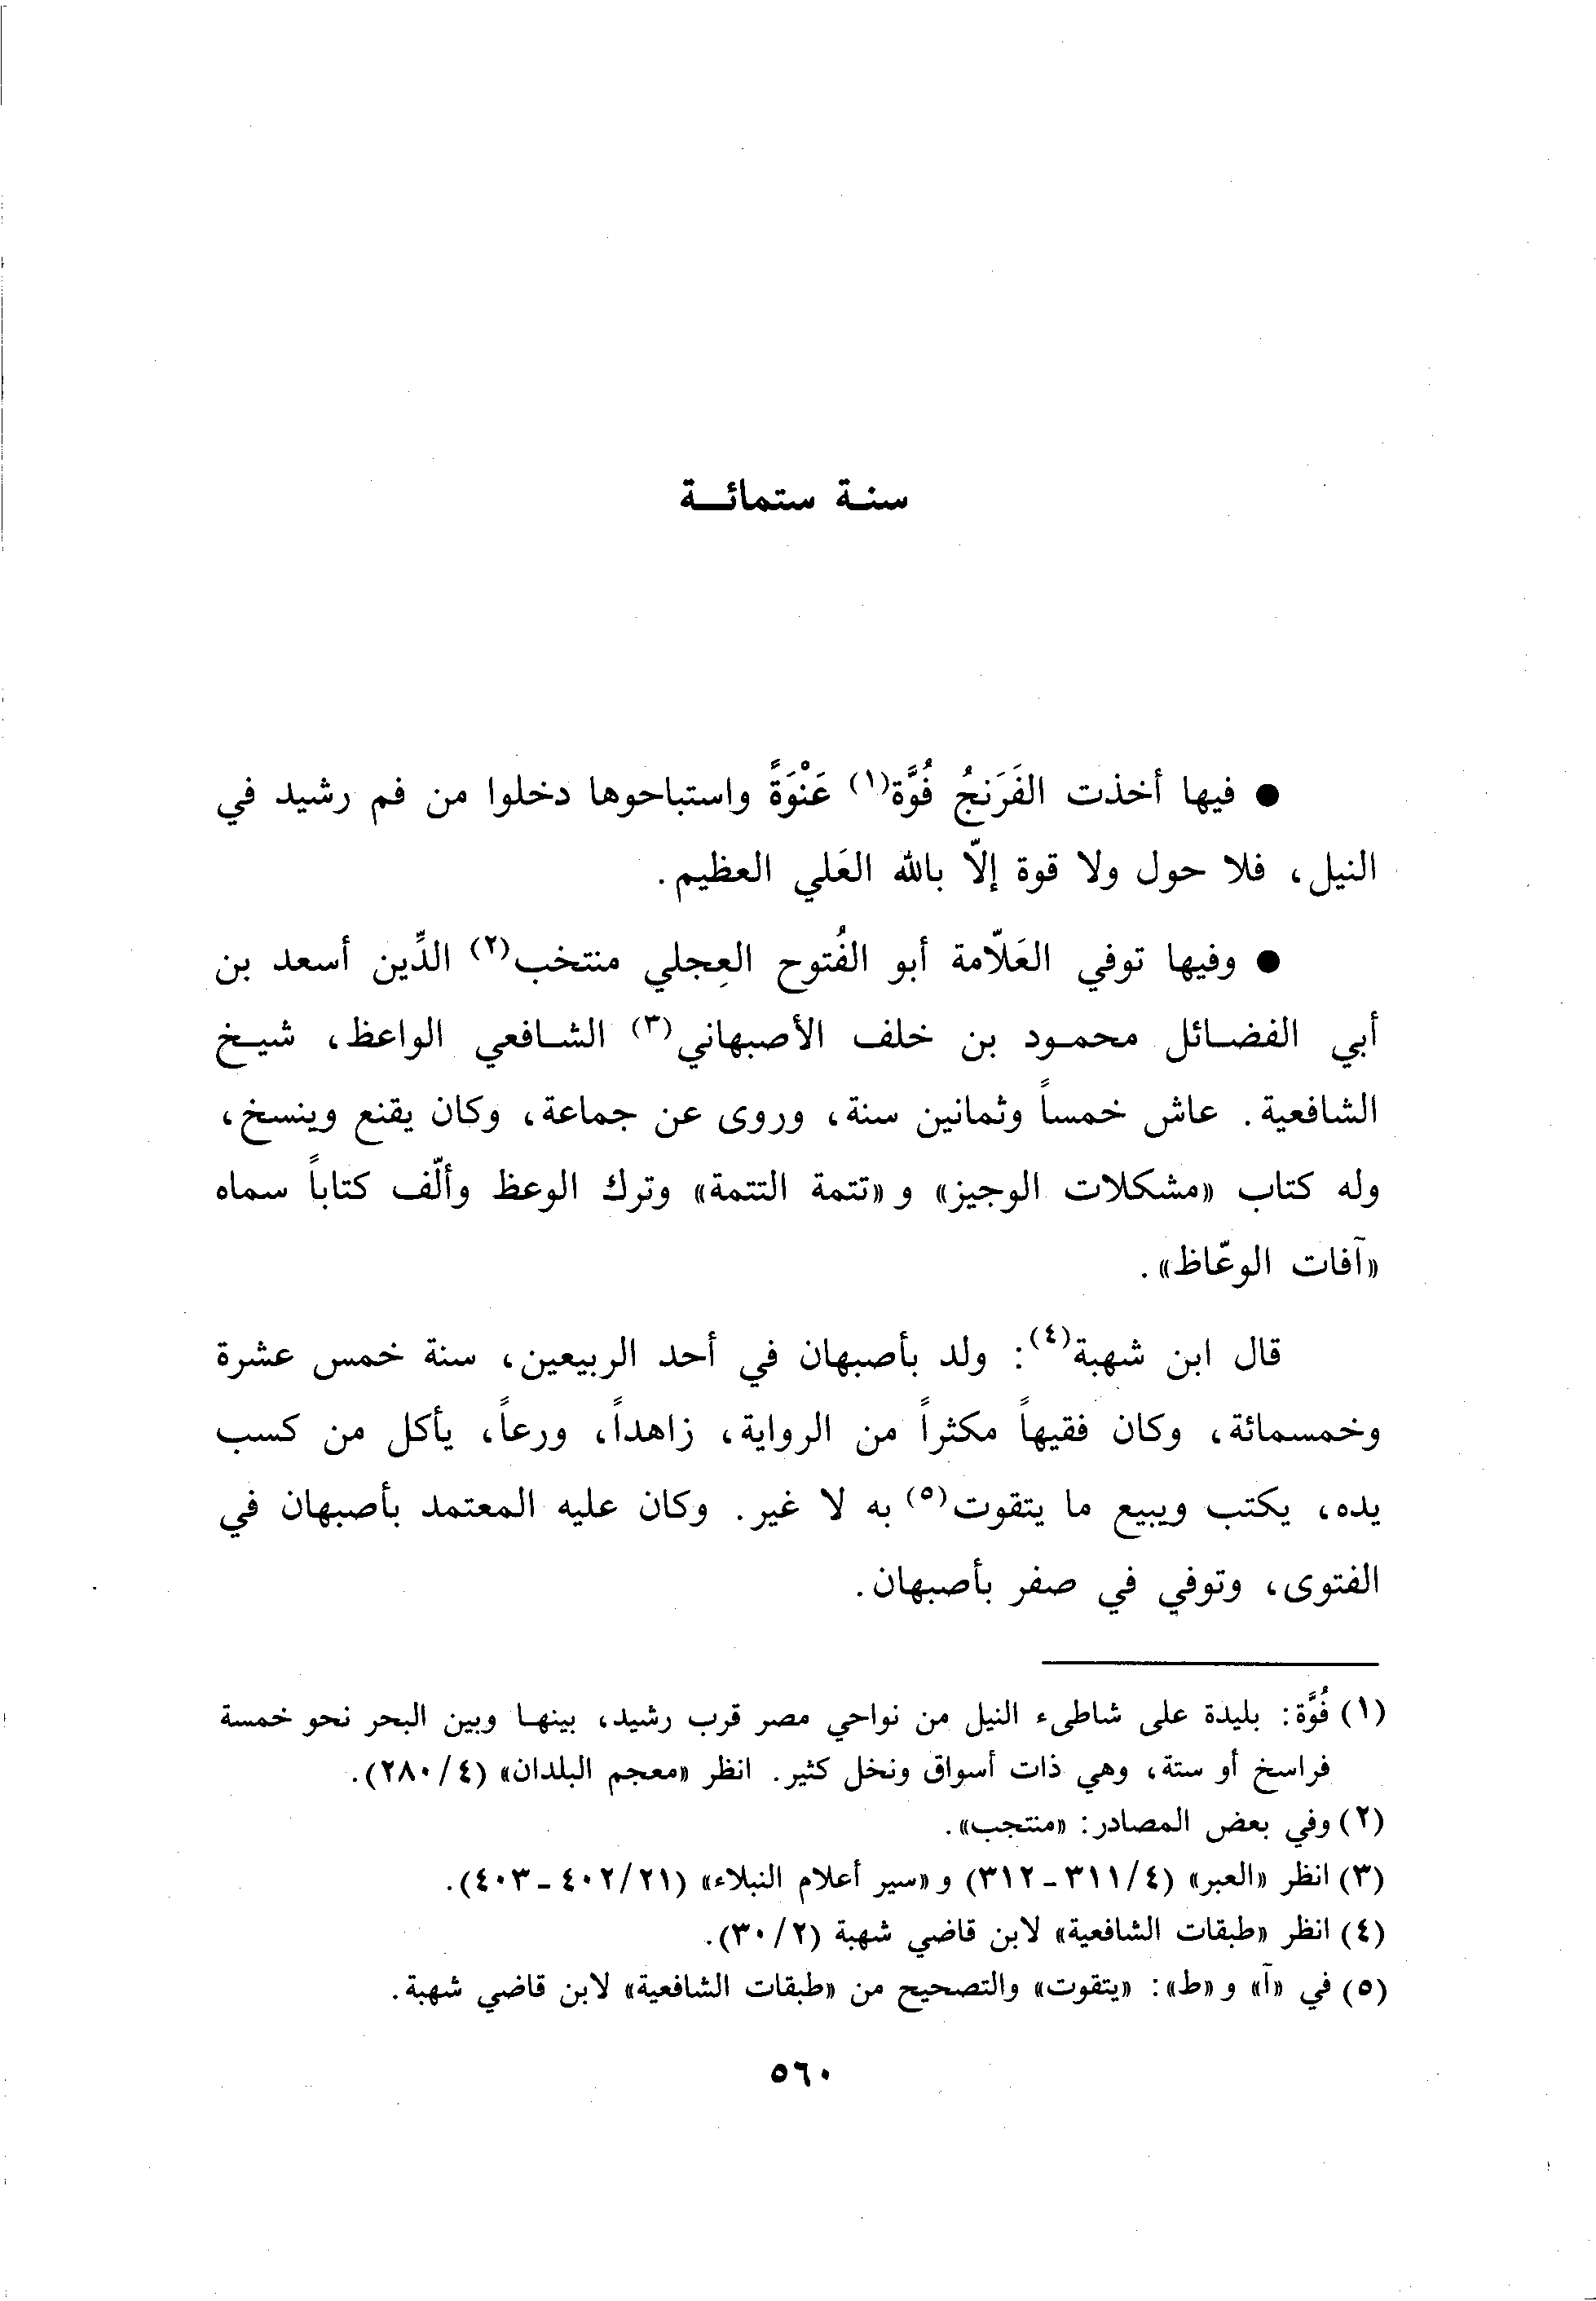 سنة ستمائة
● فيها أخذت الفَرَنجُ فُوَّة(١) عَنْوَةً واستباحوها دخلوا من فم رشيد في
النيل، فلا حول ولا قوة إلّا بالله العَلي العظيم.
● وفيها توفي العَلّامة أبو الفُتوح العِجلي منتخب(٢) الدِّين أسعد بن
أبي الفضائل محمود بن خلف الأصبهاني(٣) الشافعي الواعظ، شيخ
الشافعية. عاش خمساً وثمانين سنة، وروى عن جماعة، وكان يقنع وينسخ،
وله كتاب «مشكلات الوجيز» و «تتمة التتمة» وترك الوعظ وألّف كتاباً سماه
«آفات الوعّاظ».
قال ابن شهبة(٤): ولد بأصبهان في أحد الربيعين، سنة خمس عشرة
وخمسمائة، وكان فقيهاً مكثراً من الرواية، زاهداً، ورعاً، يأكل من كسب
يده، يكتب ويبيع ما يتقوت(٥) به لا غير. وكان عليه المعتمد بأصبهان في
الفتوى، وتوفي في صفر بأصبهان.
(١) فُوَّة: بليدة على شاطىء النيل من نواحي مصر قرب رشيد، بينها وبين البحر نحو خمسة
فراسخ أو ستة، وهي ذات أسواق ونخل كثير. انظر «معجم البلدان» (٤/٢٨٠).
(٢) وفي بعض المصادر: «منتجب».
(٣) انظر «العبر» (٤/٣١١-٣١٢) و «سير أعلام النبلاء» (٢١/٤٠٢-٤٠٣).
(٤) انظر «طبقات الشافعية» لابن قاضي شهبة (٢/٣٠).
(٥) في «آ» و «ط»: «يتقوت» والتصحيح من «طبقات الشافعية» لابن قاضي شهبة.
٥٦٠